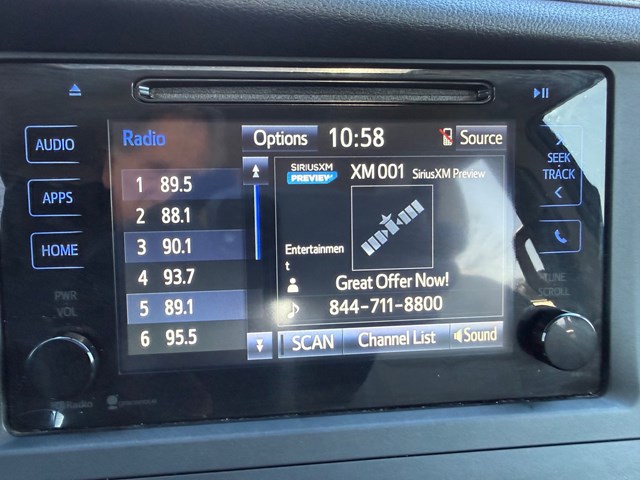 AUDIO
APPS
HOME
PWR
VOL
Radio
Options
10:58
Source
1 89.5
2 88.1
3 90.1
4 93.7
5 89.1
6 95.5
SIRIUSXM
PREVIEW
XM 001 SiriusXM Preview
Entertainmen
t
Great Offer Now!
844-711-8800
SCAN
Channel List
Sound
SEEK
TRACK
TUNE
SCROLL